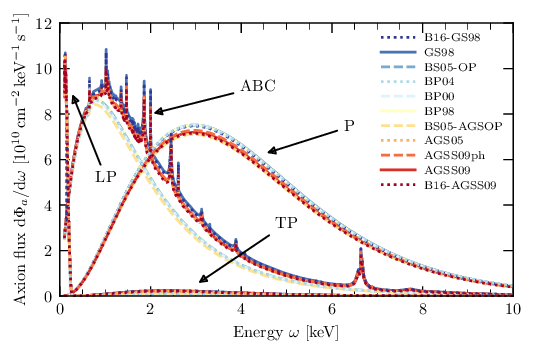 Axion flux dΦₐ/dω [10¹⁰ cm⁻² keV⁻¹ s⁻¹]
12
10
8
6
4
2
0
ABC
P
LP
TP
B16-GS98
GS98
BS05-OP
BP04
BP00
BP98
BS05-AGSOP
AGS05
AGSS09ph
AGSS09
B16-AGSS09
0
2
4
6
8
10
Energy ω [keV]